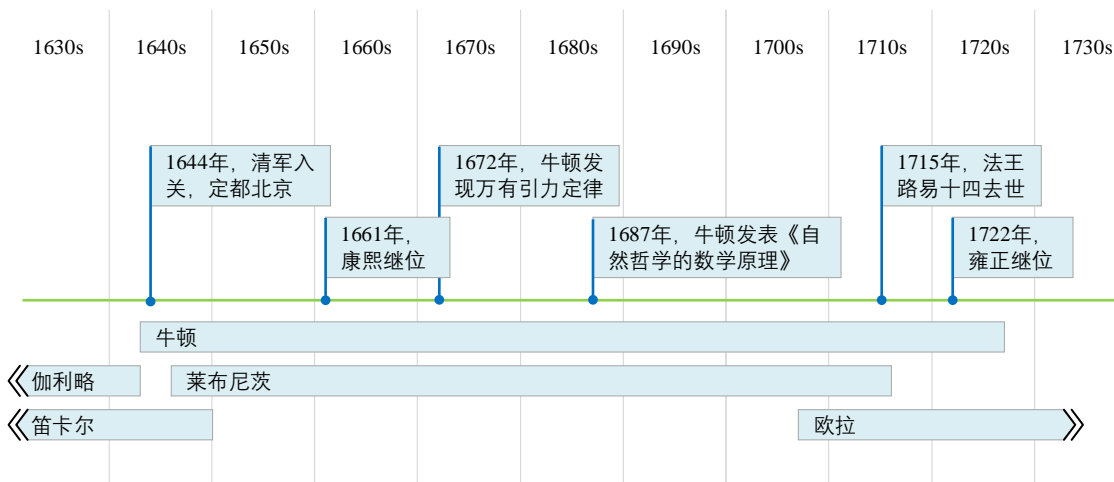 1630s 1640s 1650s 1660s 1670s 1680s 1690s 1700s 1710s 1720s 1730s
1644年，清军入
关，定都北京
1672年，牛顿发
现万有引力定律
1715年，法王
路易十四去世
1661年，
康熙继位
1687年，牛顿发表《自
然哲学的数学原理》
1722年，
雍正继位
牛顿
伽利略
莱布尼茨
笛卡尔
欧拉